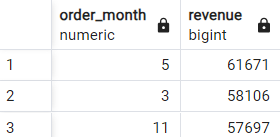 order_month revenue
numeric bigint
1 5 61671
2 3 58106
3 11 57697